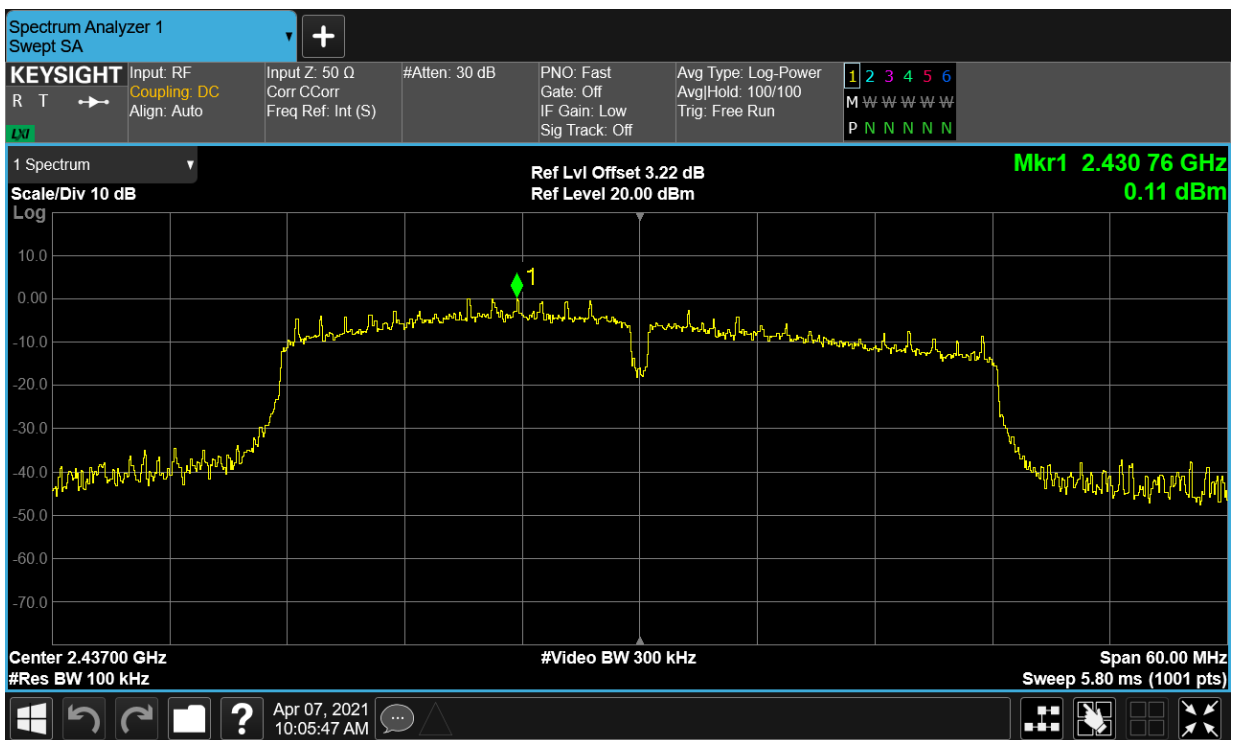 Spectrum Analyzer 1
Swept SA
+
KEYSIGHT
R T
LXI
Input: RF
Coupling: DC
Align: Auto
Input Z: 50 Ω
Corr CCorr
Freq Ref: Int (S)
#Atten: 30 dB
PNO: Fast
Gate: Off
IF Gain: Low
Sig Track: Off
Avg Type: Log-Power
Avg|Hold: 100/100
Trig: Free Run
1 2 3 4 5 6
M W W W W W
P N N N N N
1 Spectrum
Scale/Div 10 dB
Log
Ref Lvl Offset 3.22 dB
Ref Level 20.00 dBm
Mkr1 2.430 76 GHz
0.11 dBm
1
10.0
0.00
-10.0
-20.0
-30.0
-40.0
-50.0
-60.0
-70.0
Center 2.43700 GHz
#Res BW 100 kHz
#Video BW 300 kHz
Span 60.00 MHz
Sweep 5.80 ms (1001 pts)
?
Apr 07, 2021
10:05:47 AM